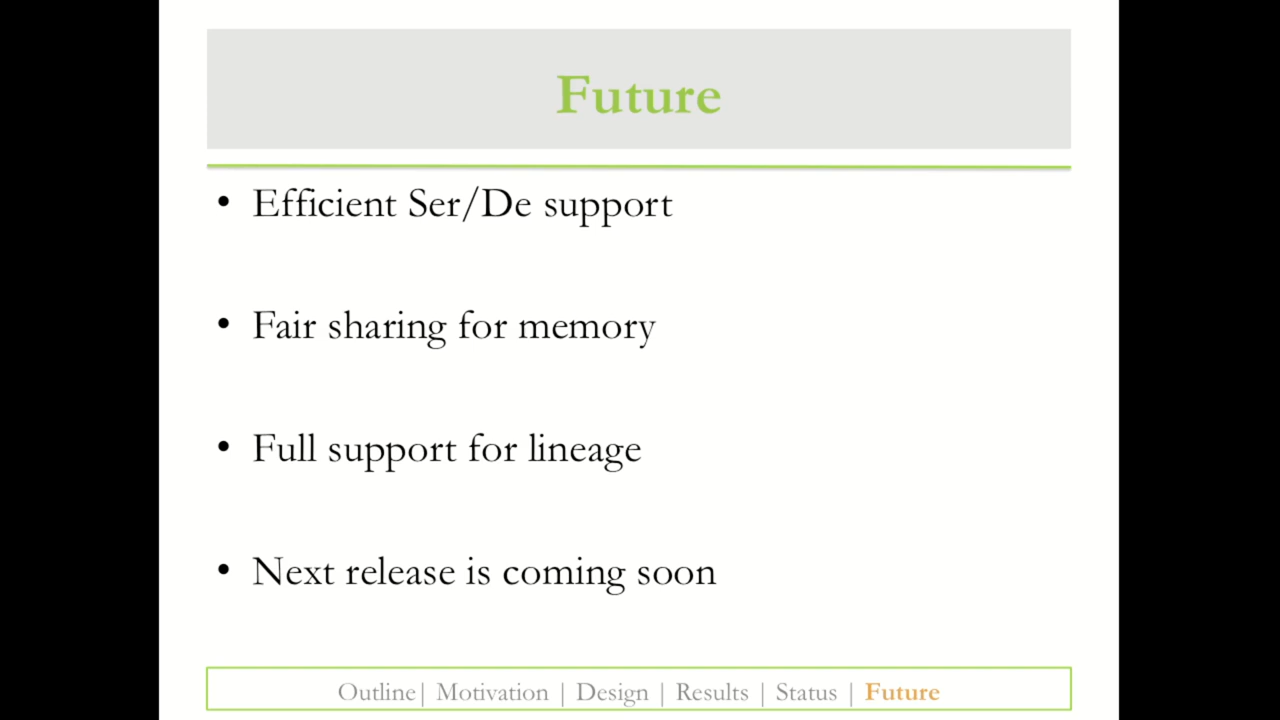 Future
• Efficient Ser/De support
• Fair sharing for memory
• Full support for lineage
• Next release is coming soon
Outline| Motivation | Design | Results | Status | Future